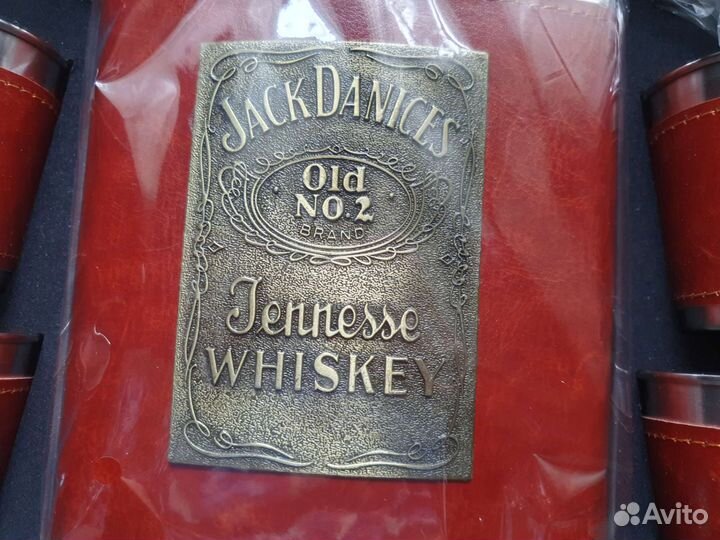 JACK DANICES
Old
NO.2
BRAND
Jennesse
WHISKEY
Avito